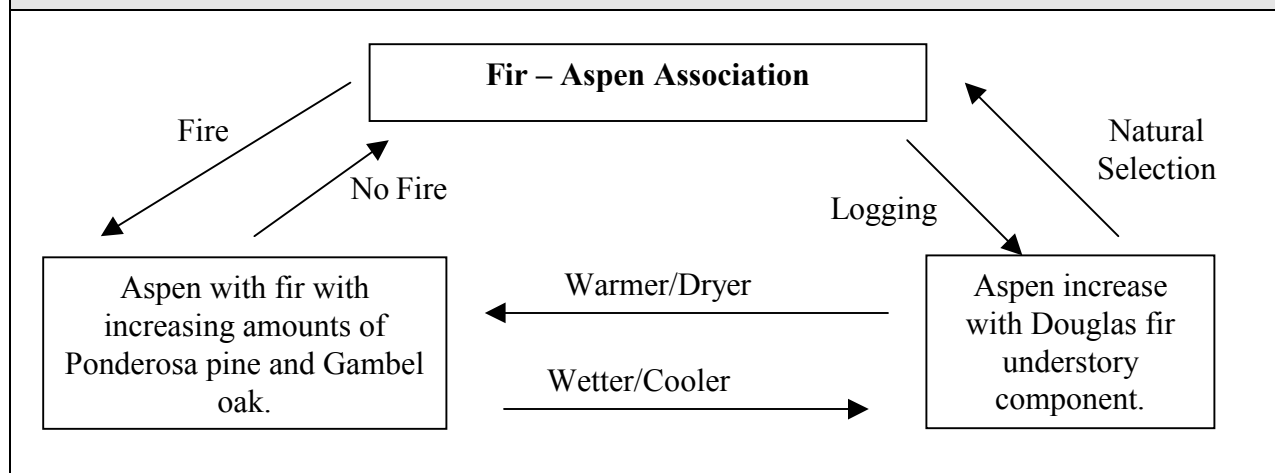 Fir – Aspen Association
Fire
No Fire
Natural
Selection
Logging
Aspen with fir with
increasing amounts of
Ponderosa pine and Gambel
oak.
Warmer/Dryer
Wetter/Cooler
Aspen increase
with Douglas fir
understory
component.